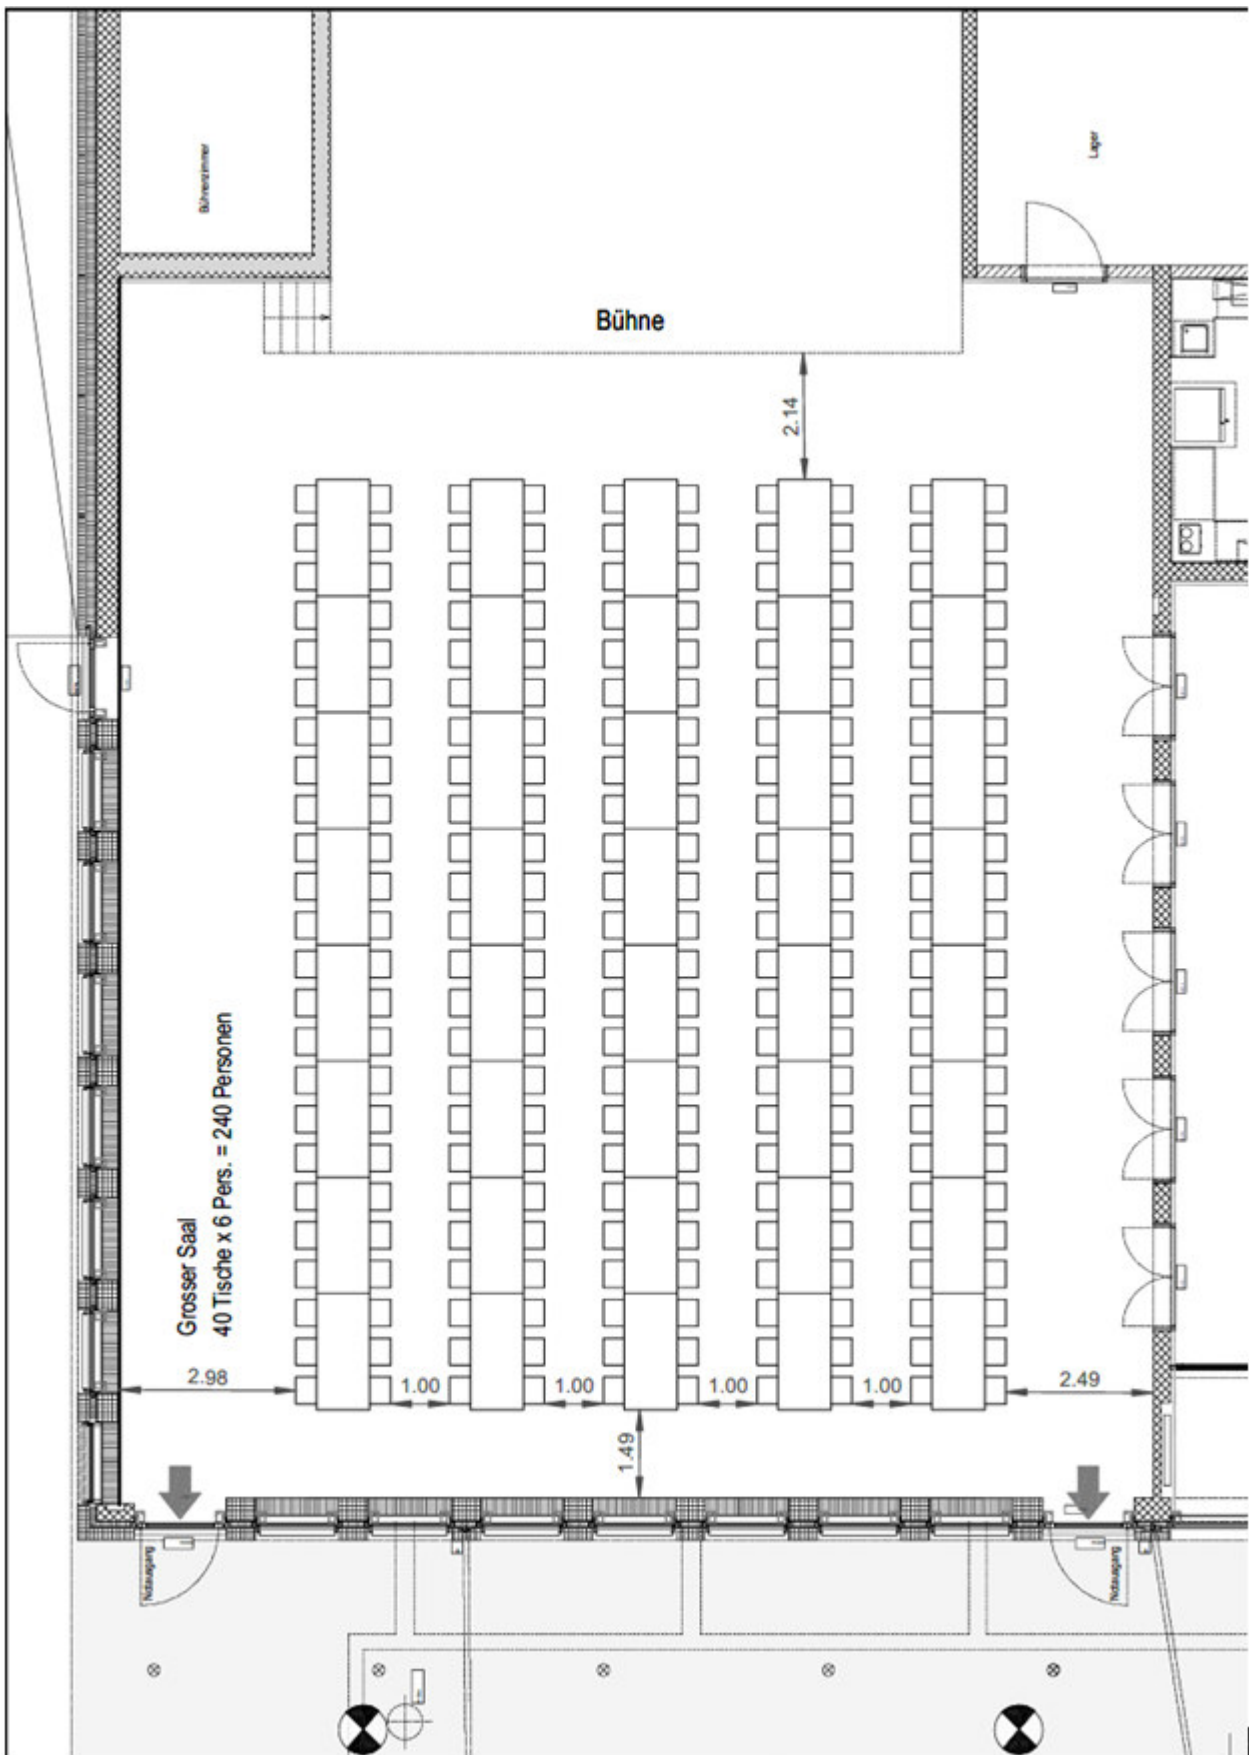 Bühnenzimmer
Lager
Bühne
2.14
Grosser Saal
40 Tische x 6 Pers. = 240 Personen
2.98
1.00
1.00
1.00
1.00
2.49
1.49
Notausgang
Notausgang